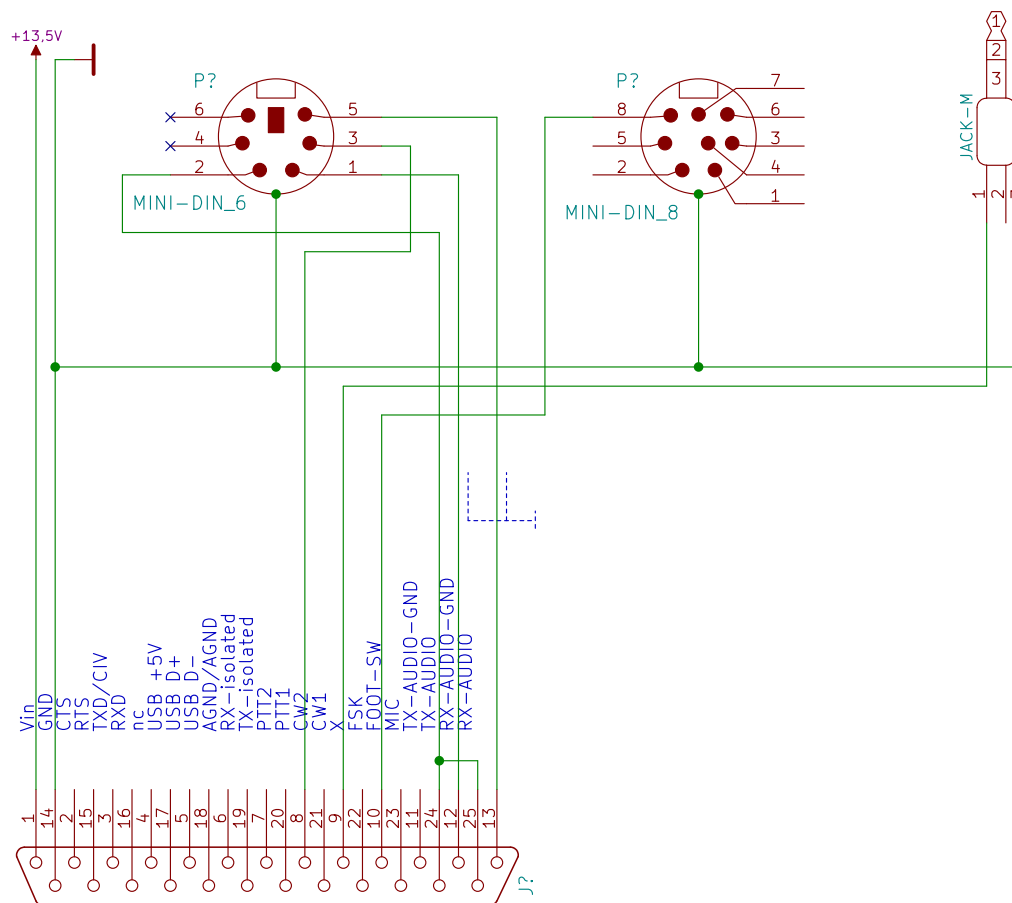 +13,5V
P?
6
4
2
5
3
1
MINI-DIN_6
P?
8
5
2
7
6
3
4
1
MINI-DIN_8
1
2
3
JACK-M
1
2
Vin
GND
CTS
RTS
TXD/CIV
RXD
nc
USB +5V
USB D+
USB D-
AGND/AGND
RX-isolated
TX-isolated
PTT2
PTT1
CW2
CW1
X
FSK
FOOT-SW
MIC
TX-AUDIO-GND
TX-AUDIO
RX-AUDIO-GND
RX-AUDIO
1
14
2
15
3
16
4
17
5
18
6
19
7
20
8
21
9
22
10
23
11
24
12
25
13
J?